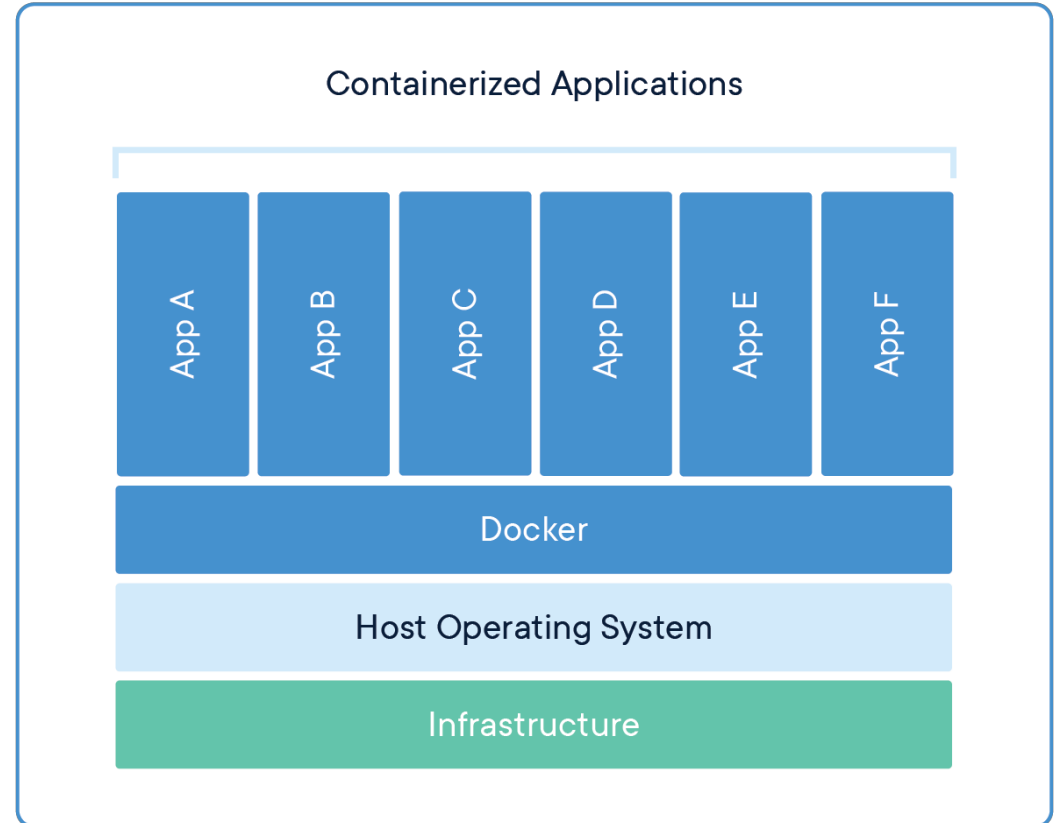 Containerized Applications
App A
App B
App C
App D
App E
App F
Docker
Host Operating System
Infrastructure